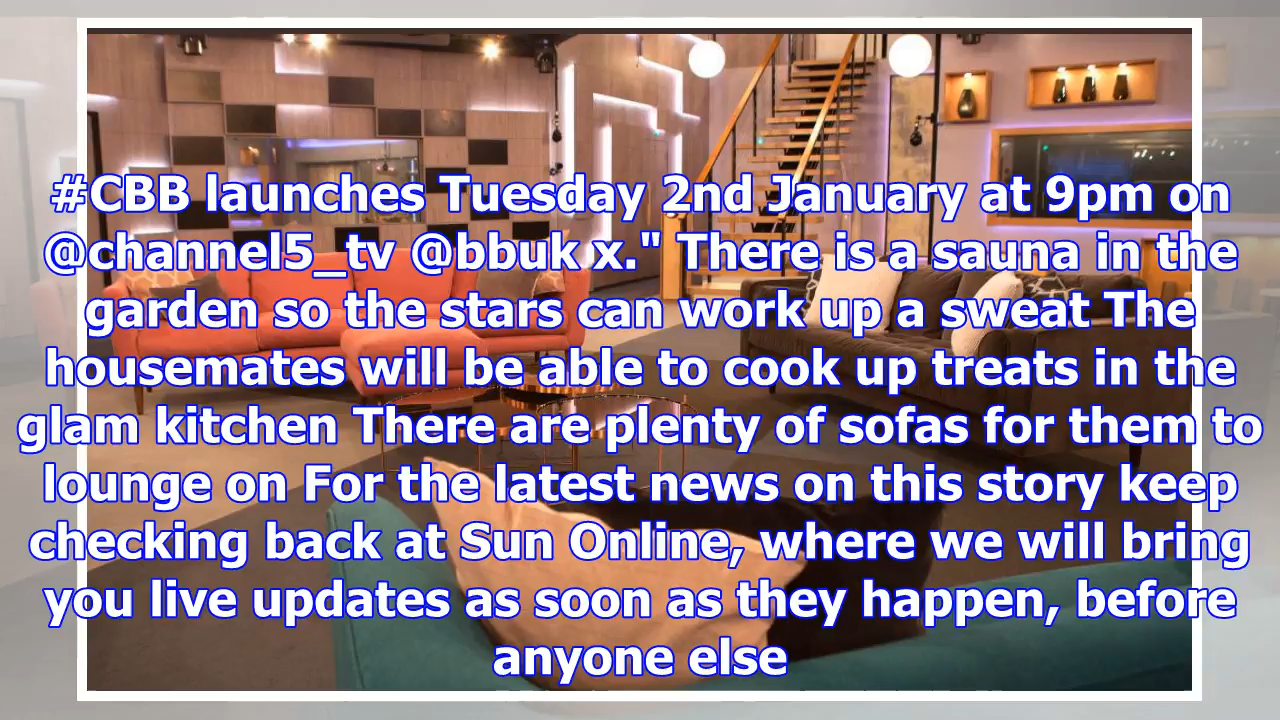 #CBB launches Tuesday 2nd January at 9pm on
@channel5_tv @bbuk x." There is a sauna in the
garden so the stars can work up a sweat The
housemates will be able to cook up treats in the
glam kitchen There are plenty of sofas for them to
lounge on For the latest news on this story keep
checking back at Sun Online, where we will bring
you live updates as soon as they happen, before
anyone else